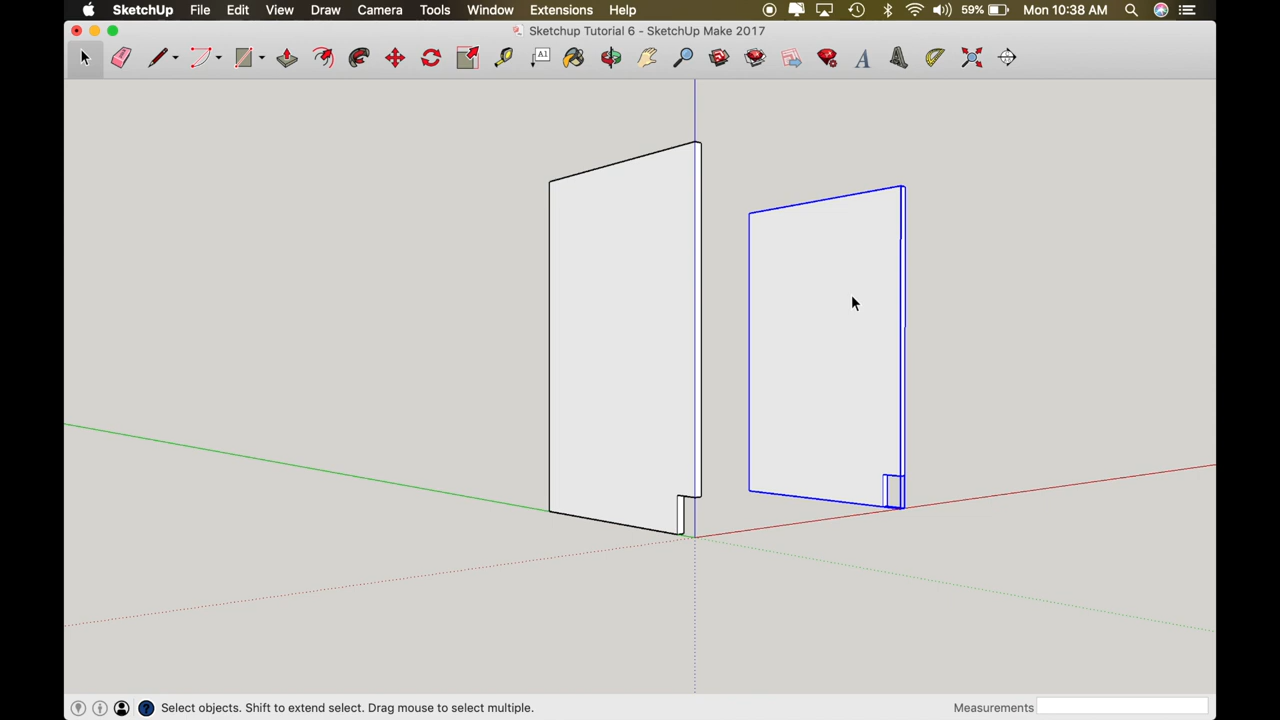 SketchUp File Edit View Draw Camera Tools Window Extensions Help 59% Mon 10:38 AM
Sketchup Tutorial 6 - SketchUp Make 2017
A1 A A
? Select objects. Shift to extend select. Drag mouse to select multiple. Measurements